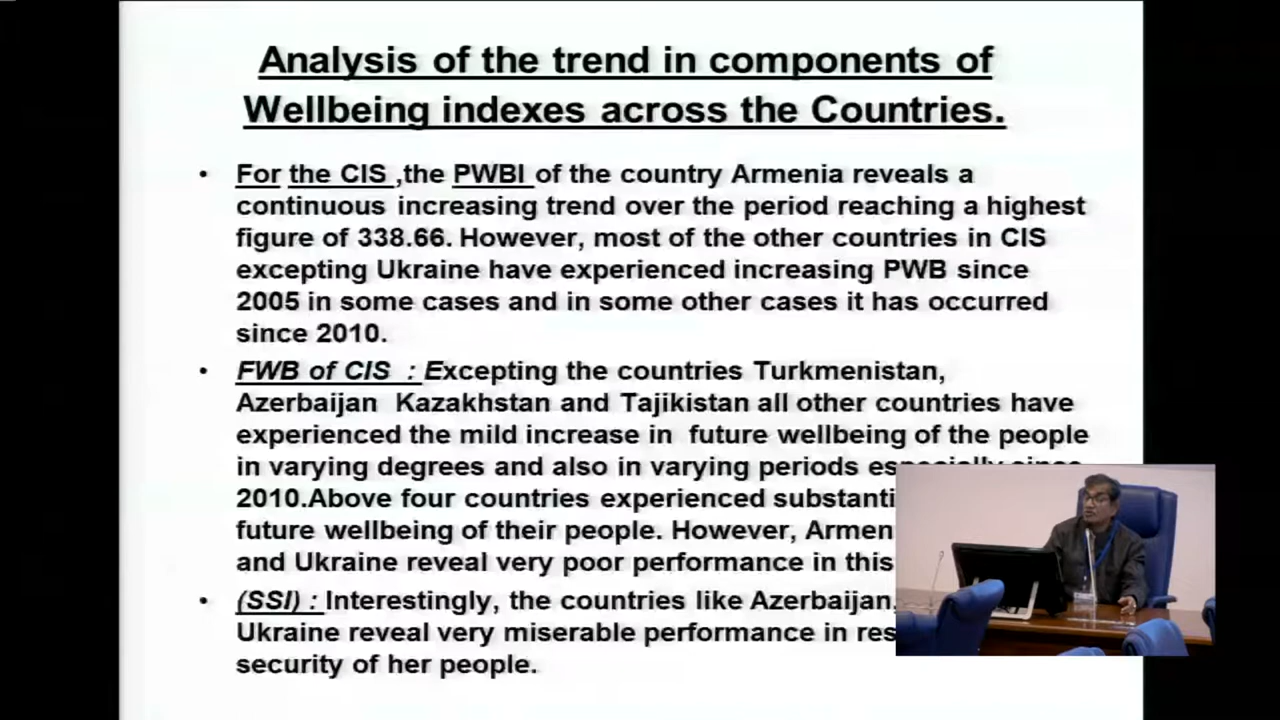 Analysis of the trend in components of
Wellbeing indexes across the Countries.
• For the CIS ,the PWBI of the country Armenia reveals a
continuous increasing trend over the period reaching a highest
figure of 338.66. However, most of the other countries in CIS
excepting Ukraine have experienced increasing PWB since
2005 in some cases and in some other cases it has occurred
since 2010.
• FWB of CIS : Excepting the countries Turkmenistan,
Azerbaijan Kazakhstan and Tajikistan all other countries have
experienced the mild increase in future wellbeing of the people
in varying degrees and also in varying periods especially since
2010.Above four countries experienced
future wellbeing of their people. However,
and Ukraine reveal very poor performance in this
• (SSI) : Interestingly, the countries like Azerbaijan,
Ukraine reveal very miserable performance in
security of her people.